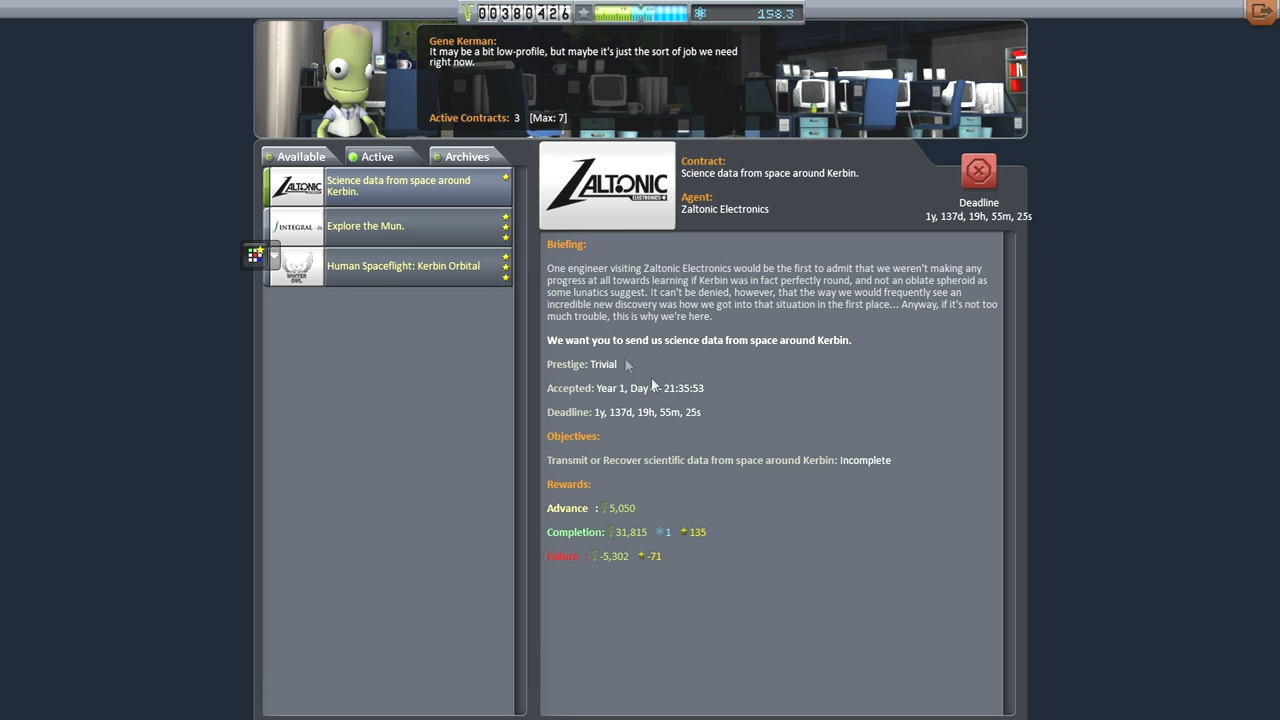 00380426
158.3
Gene Kerman:
It may be a bit low-profile, but maybe it's just the sort of job we need
right now.
Active Contracts: 3 [Max: 7]
Available
Active
Archives
ZALTONIC
ELECTRONICS
Science data from space around
Kerbin.
INTEGRAL
Explore the Mun.
WINTER
OWL
Human Spaceflight: Kerbin Orbital
ZALTONIC
ELECTRONICS
Contract:
Science data from space around Kerbin.
Agent:
Zaltonic Electronics
Deadline
1y, 137d, 19h, 55m, 25s
Briefing:
One engineer visiting Zaltonic Electronics would be the first to admit that we weren't making any
progress at all towards learning if Kerbin was in fact perfectly round, and not an oblate spheroid as
some lunatics suggest. It can't be denied, however, that the way we would frequently see an
incredible new discovery was how we got into that situation in the first place... Anyway, if it's not too
much trouble, this is why we're here.
We want you to send us science data from space around Kerbin.
Prestige: Trivial
Accepted: Year 1, Day - 21:35:53
Deadline: 1y, 137d, 19h, 55m, 25s
Objectives:
Transmit or Recover scientific data from space around Kerbin: Incomplete
Rewards:
Advance : 5,050
Completion: 31,815 1 135
Failure : -5,302 -71